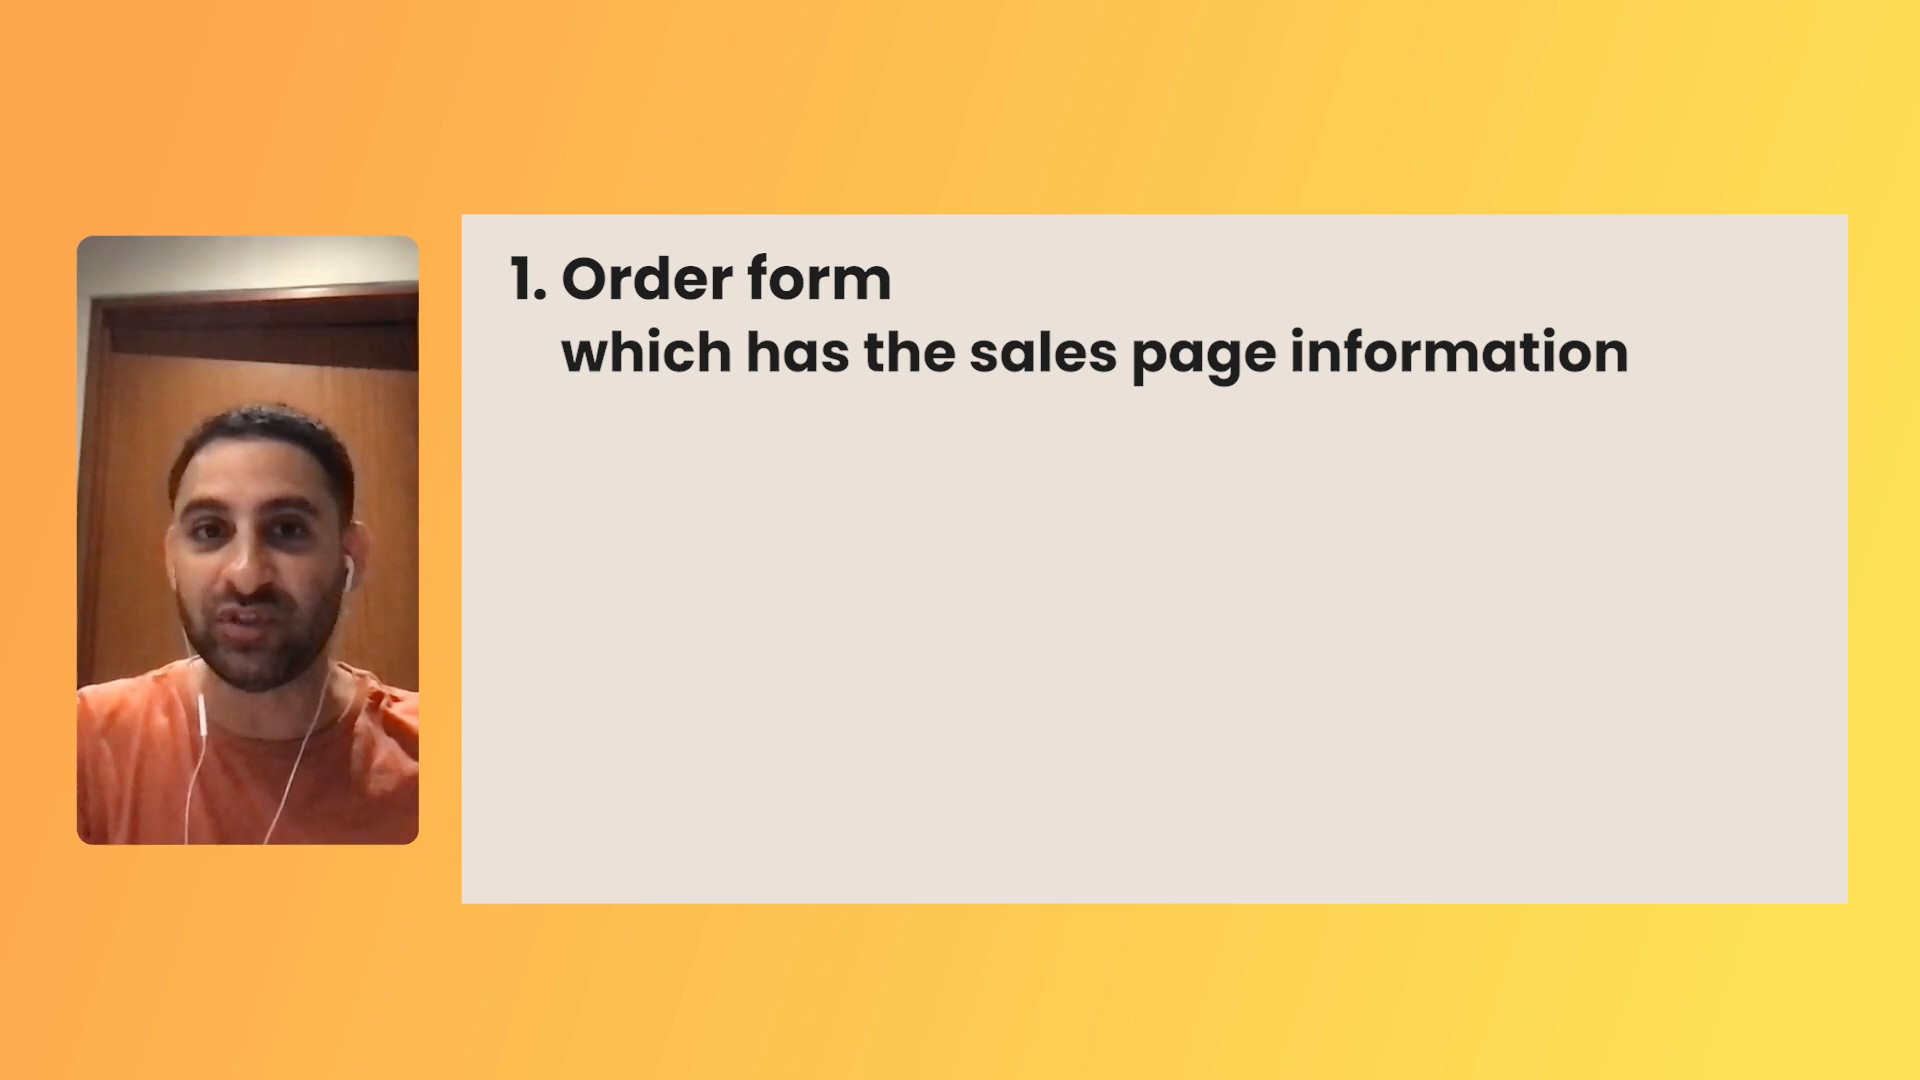 1. Order form
which has the sales page information